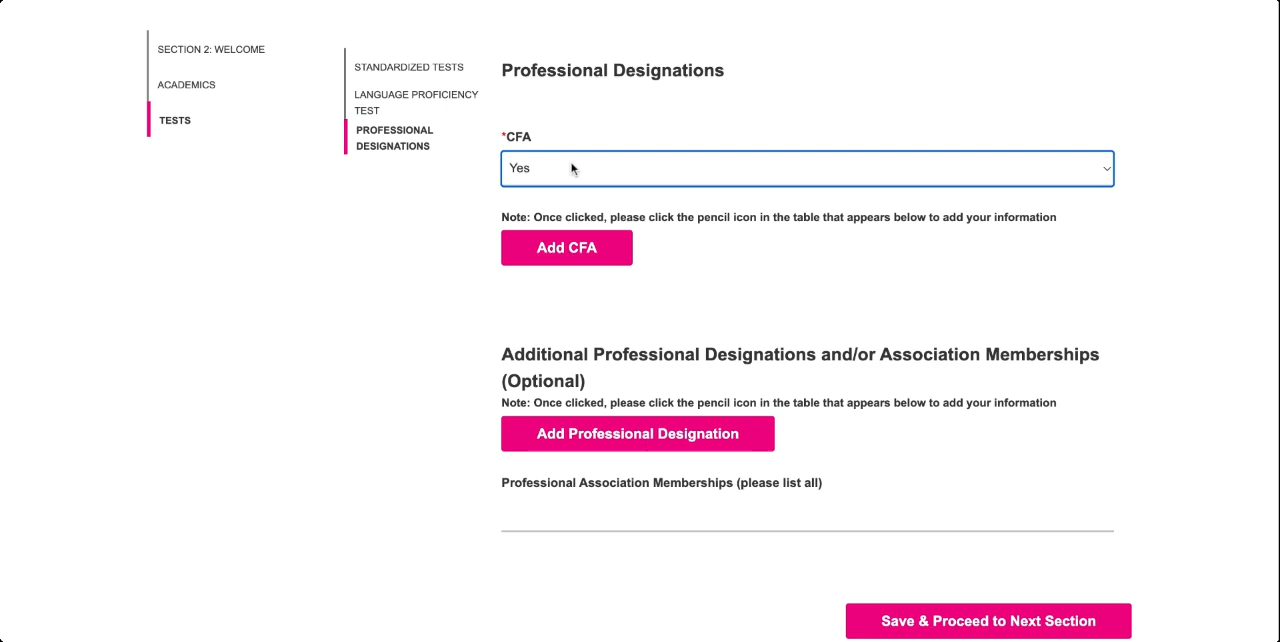 SECTION 2: WELCOME
ACADEMICS
TESTS
STANDARDIZED TESTS
LANGUAGE PROFICIENCY
TEST
PROFESSIONAL
DESIGNATIONS
Professional Designations
*CFA
Yes
Note: Once clicked, please click the pencil icon in the table that appears below to add your information
Add CFA
Additional Professional Designations and/or Association Memberships
(Optional)
Note: Once clicked, please click the pencil icon in the table that appears below to add your information
Add Professional Designation
Professional Association Memberships (please list all)
Save & Proceed to Next Section